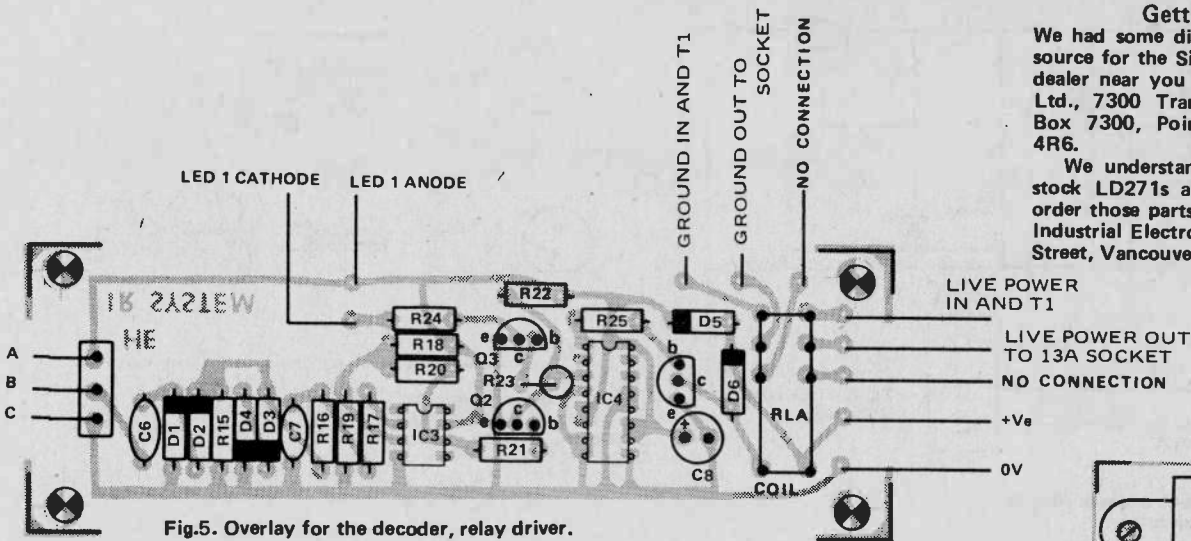 Gett
We had some di
source for the Si
dealer near you
Ltd., 7300 Tran
Box 7300, Poin
4R6.
We understan
stock LD271s a
order those parts
Industrial Electro
Street, Vancouve
GROUND IN AND T1
GROUND OUT TO
SOCKET
NO CONNECTION
LED 1 CATHODE
LED 1 ANODE
LIVE POWER
IN AND T1
LIVE POWER OUT
TO 13A SOCKET
NO CONNECTION
+Ve
0V
IR SYSTEM
HE
A
B
C
C6
D1
D2
R15
D4
D3
C7
R16
R19
R17
IC3
R24
R18
R20
R22
e
c
b
Q3
R23
Q2
e
c
b
R21
R25
IC4
D5
b
c
e
+
C8
D6
RLA
COIL
Fig.5. Overlay for the decoder, relay driver.